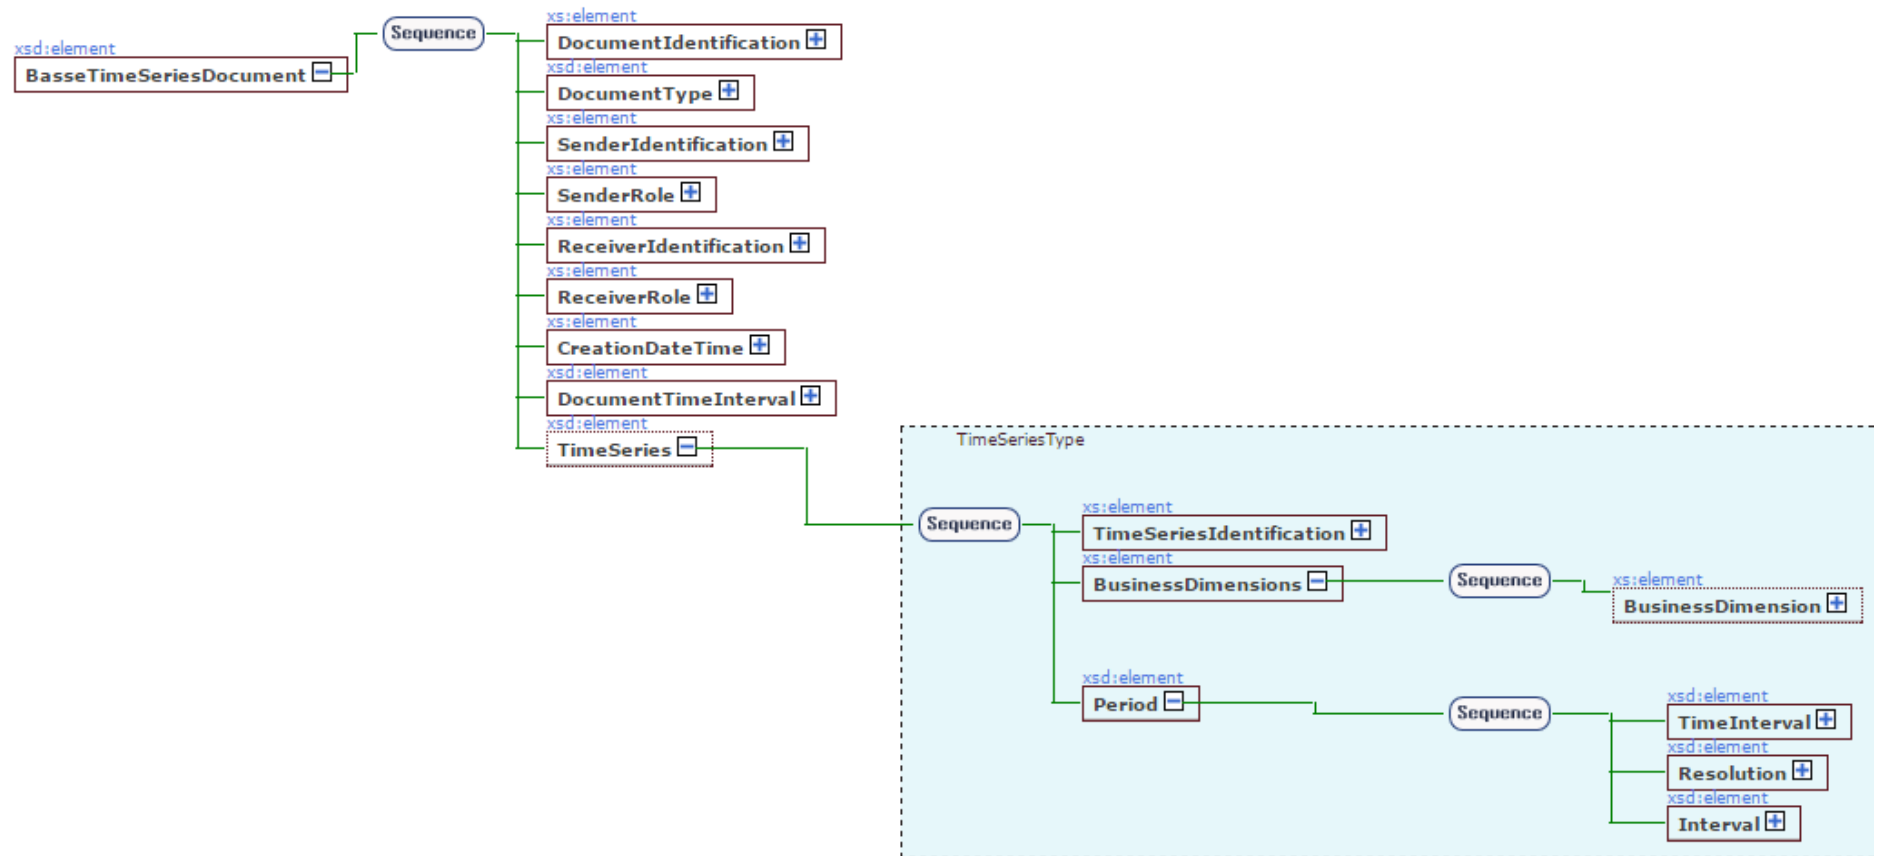 xsd:element
BasseTimeSeriesDocument
Sequence
xs:element
DocumentIdentification
xsd:element
DocumentType
xs:element
SenderIdentification
xs:element
SenderRole
xs:element
ReceiverIdentification
xs:element
ReceiverRole
xs:element
CreationDateTime
xsd:element
DocumentTimeInterval
xsd:element
TimeSeries
TimeSeriesType
Sequence
xs:element
TimeSeriesIdentification
xs:element
BusinessDimensions
Sequence
xs:element
BusinessDimension
xsd:element
Period
Sequence
xsd:element
TimeInterval
xsd:element
Resolution
xsd:element
Interval